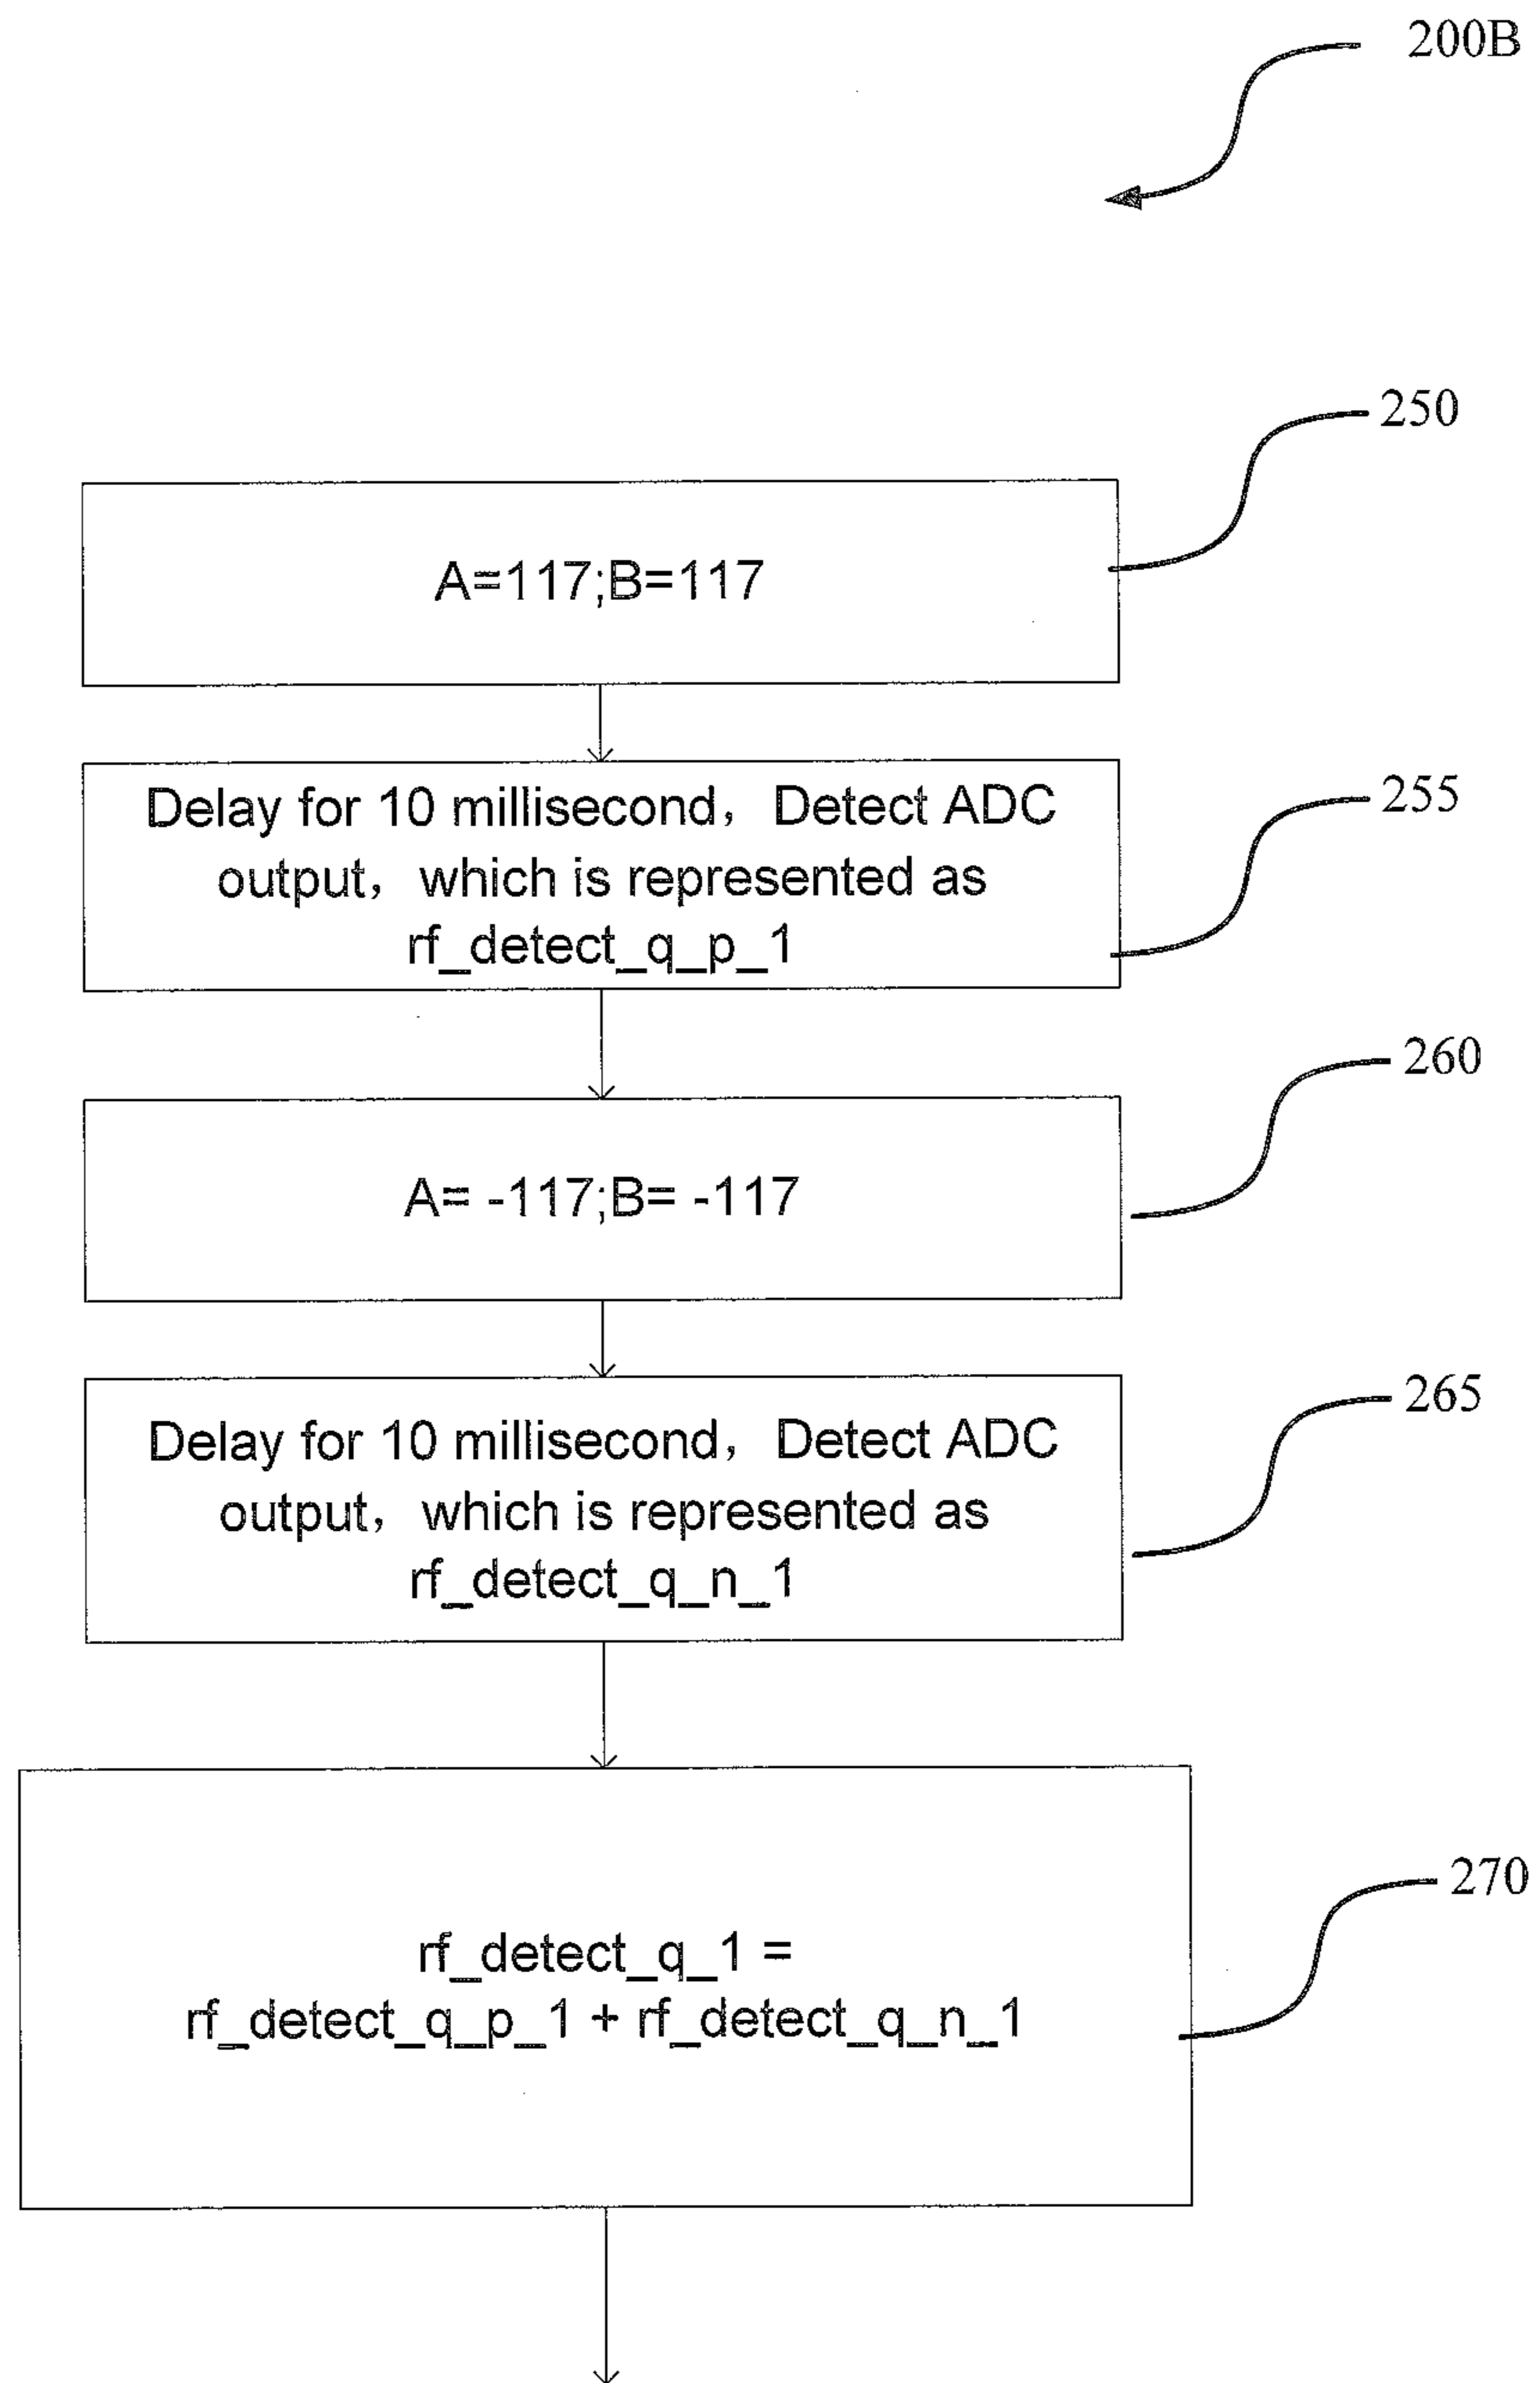 200B
250
A=117;B=117
255
Delay for 10 millisecond，Detect ADC
output，which is represented as
rf_detect_q_p_1
260
A= -117;B= -117
265
Delay for 10 millisecond，Detect ADC
output，which is represented as
rf_detect_q_n_1
270
rf_detect_q_1 =
rf_detect_q_p_1 + rf_detect_q_n_1